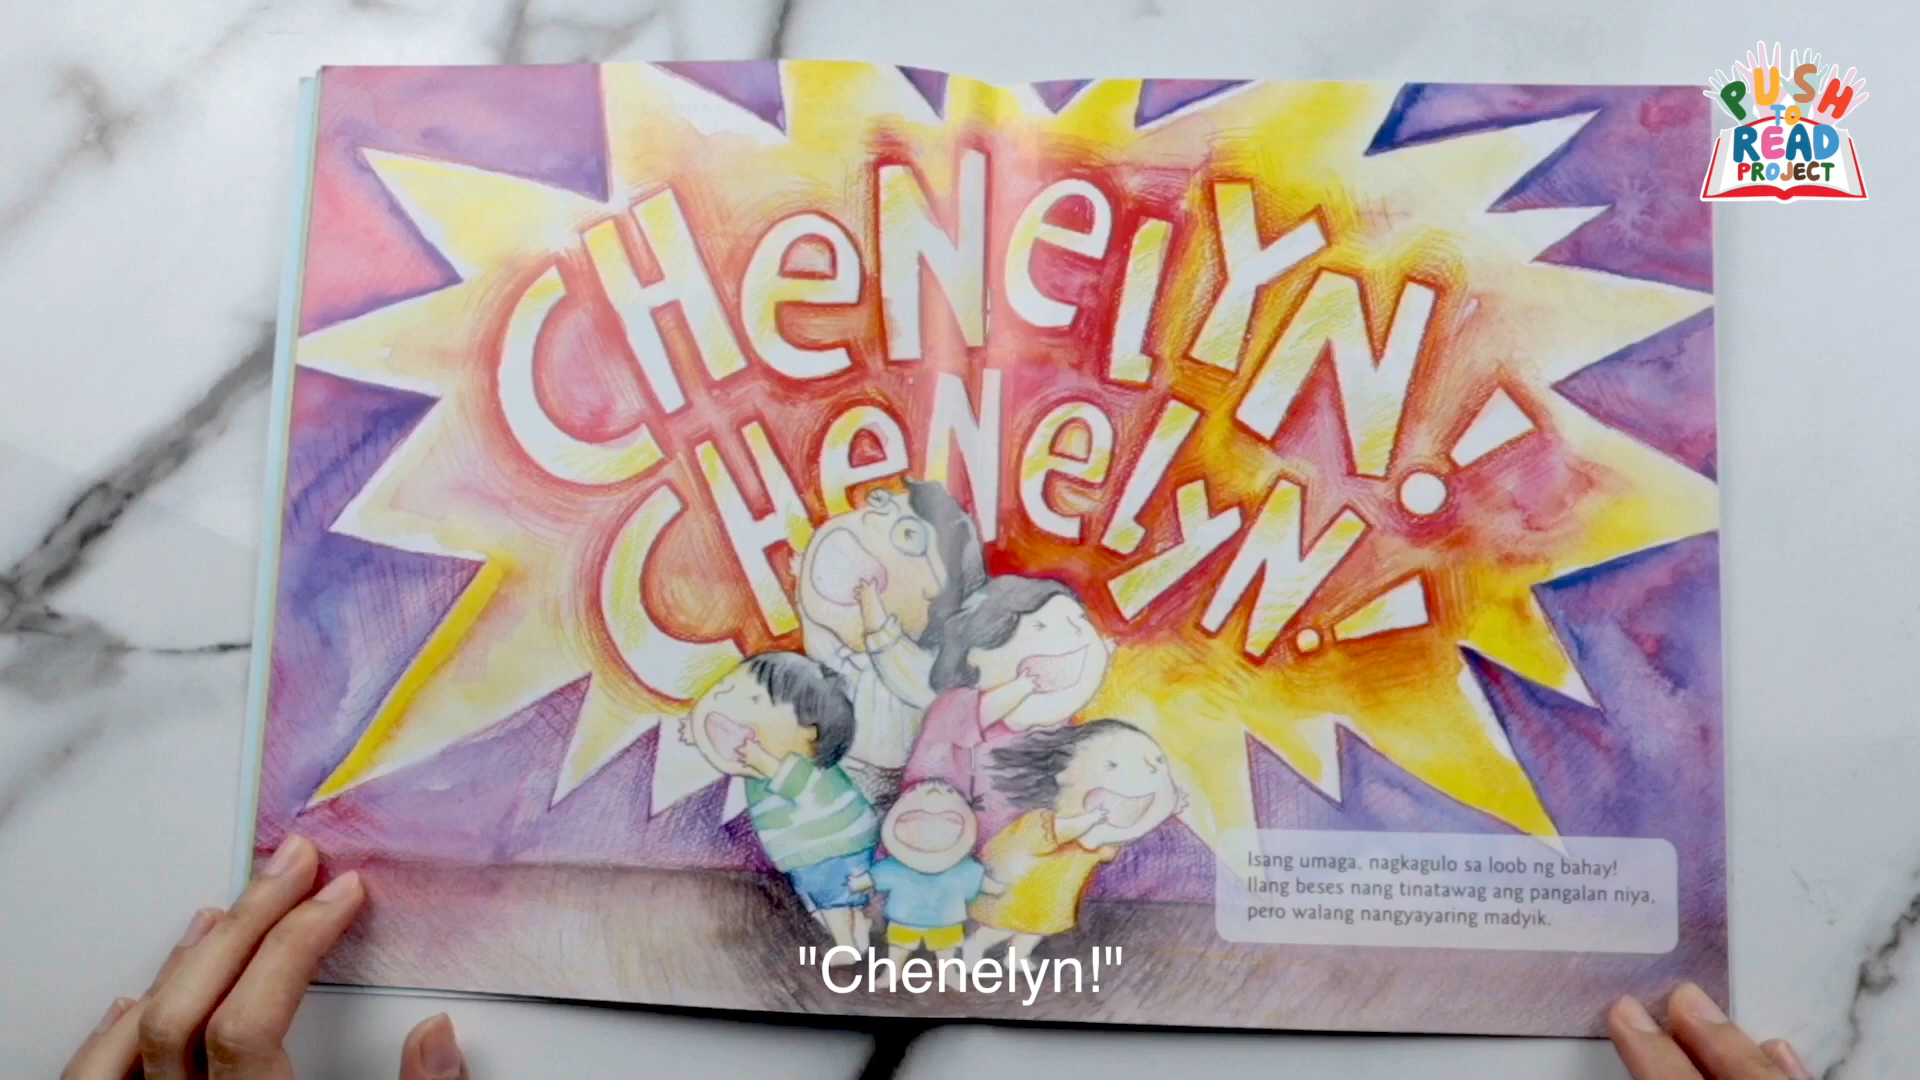 PUSH
TO
READ
PROJECT
CHeNelYN!
CHeNelYN!
Isang umaga, nagkagulo sa loob ng bahay!
Ilang beses nang tinatawag ang pangalan niya,
pero walang nangyayaring madyik.
"Chenelyn!"